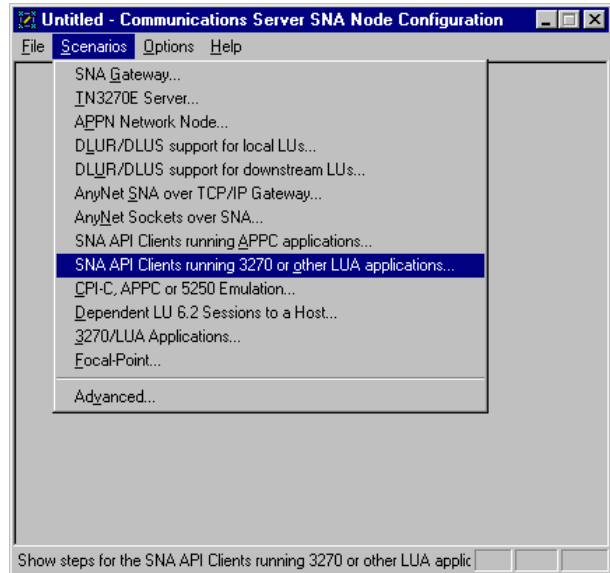 Untitled - Communications Server SNA Node Configuration
File Scenarios Options Help
SNA Gateway...
TN3270E Server...
APPN Network Node...
DLUR/DLUS support for local LUs...
DLUR/DLUS support for downstream LUs...
AnyNet SNA over TCP/IP Gateway...
AnyNet Sockets over SNA...
SNA API Clients running APPC applications...
SNA API Clients running 3270 or other LUA applications...
CPI-C, APPC or 5250 Emulation...
Dependent LU 6.2 Sessions to a Host...
3270/LUA Applications...
Focal-Point...
Advanced...
Show steps for the SNA API Clients running 3270 or other LUA applic